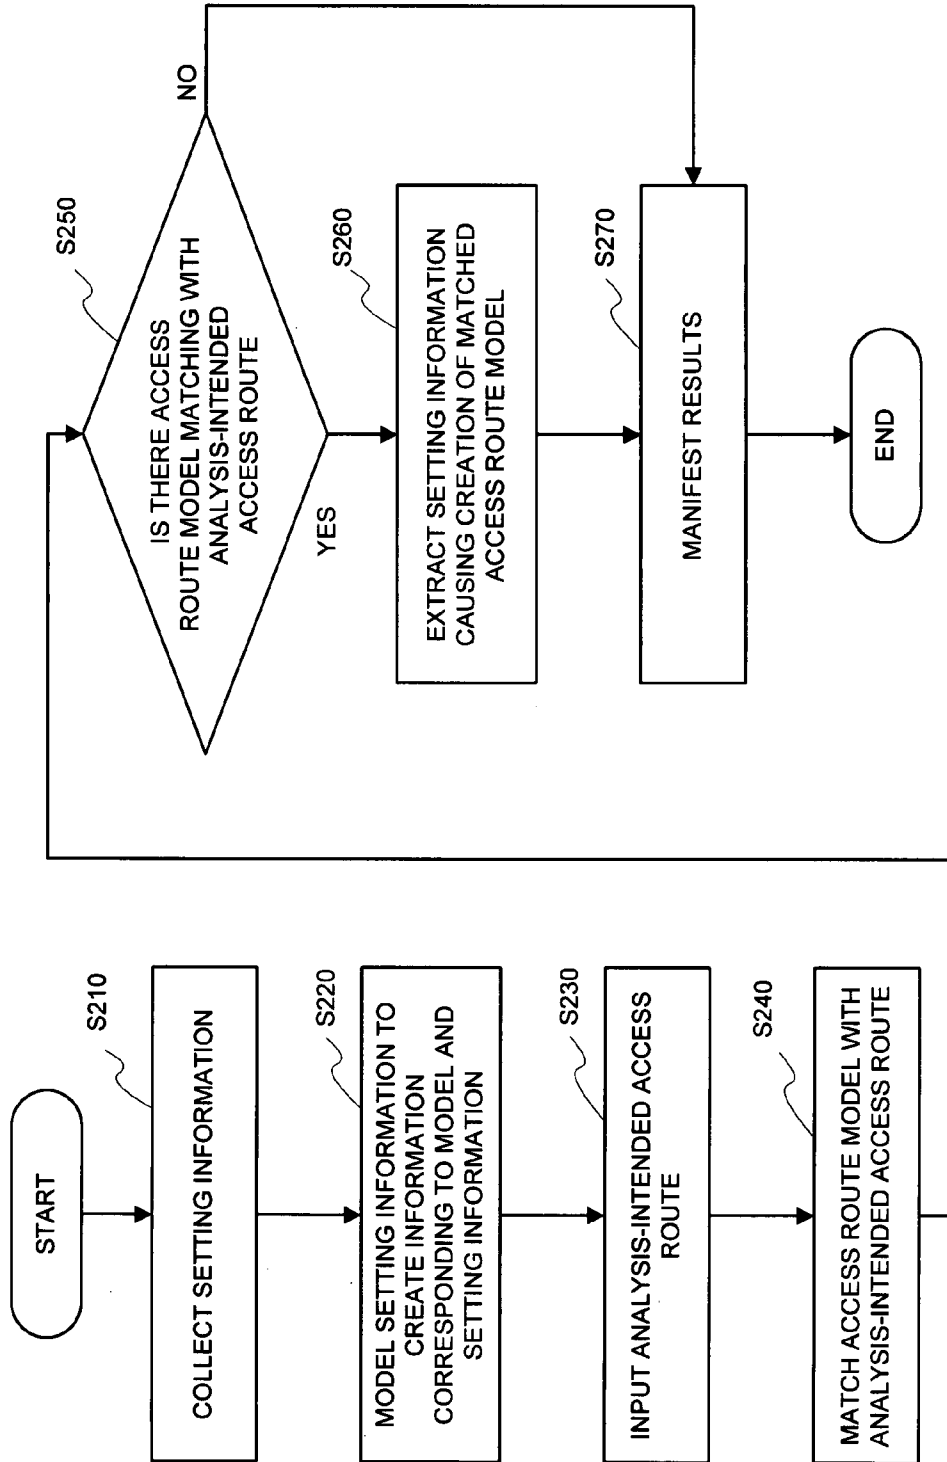 START
S210
COLLECT SETTING INFORMATION
S220
MODEL SETTING INFORMATION TO
CREATE INFORMATION
CORRESPONDING TO MODEL AND
SETTING INFORMATION
S230
INPUT ANALYSIS-INTENDED ACCESS
ROUTE
S240
MATCH ACCESS ROUTE MODEL WITH
ANALYSIS-INTENDED ACCESS ROUTE
S250
IS THERE ACCESS
ROUTE MODEL MATCHING WITH
ANALYSIS-INTENDED
ACCESS ROUTE
NO
YES
S260
EXTRACT SETTING INFORMATION
CAUSING CREATION OF MATCHED
ACCESS ROUTE MODEL
S270
MANIFEST RESULTS
END